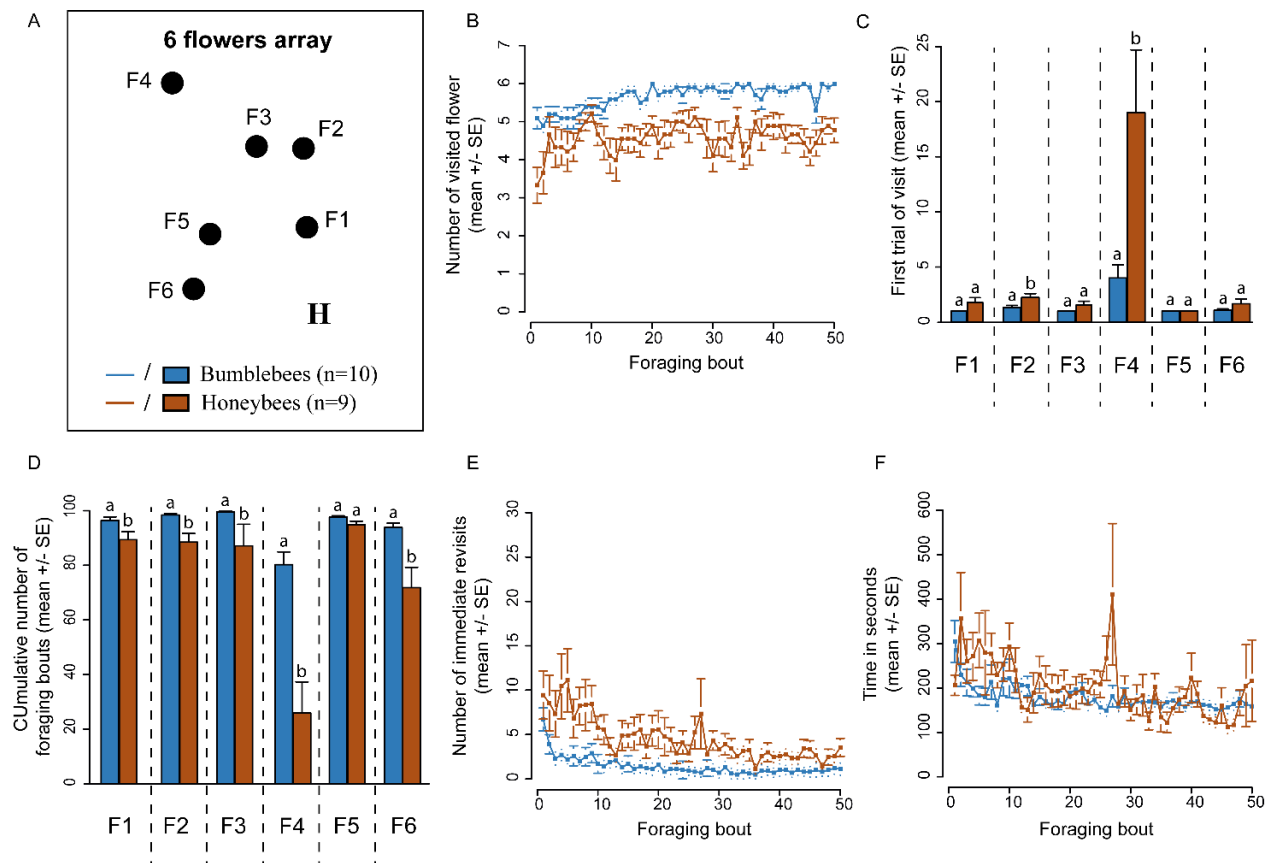 A
6 flowers array
F4
F3
F2
F5
F1
F6
H
/ Bumblebees (n=10)
/ Honeybees (n=9)
B
Number of visited flower
(mean +/- SE)
7
6
5
4
3
2
1
0
0 10 20 30 40 50
Foraging bout
C
First trial of visit (mean +/- SE)
25
20
15
10
5
0
a a a b a a a b a a a a
F1 F2 F3 F4 F5 F6
D
CUmulative number of
foraging bouts (mean +/- SE)
100
80
60
40
20
0
a b a b a b a b a a a b
F1 F2 F3 F4 F5 F6
E
Number of immediate revisits
(mean +/- SE)
30
25
20
15
10
5
0
0 10 20 30 40 50
Foraging bout
F
Time in seconds
(mean +/- SE)
600
500
400
300
200
100
0
0 10 20 30 40 50
Foraging bout